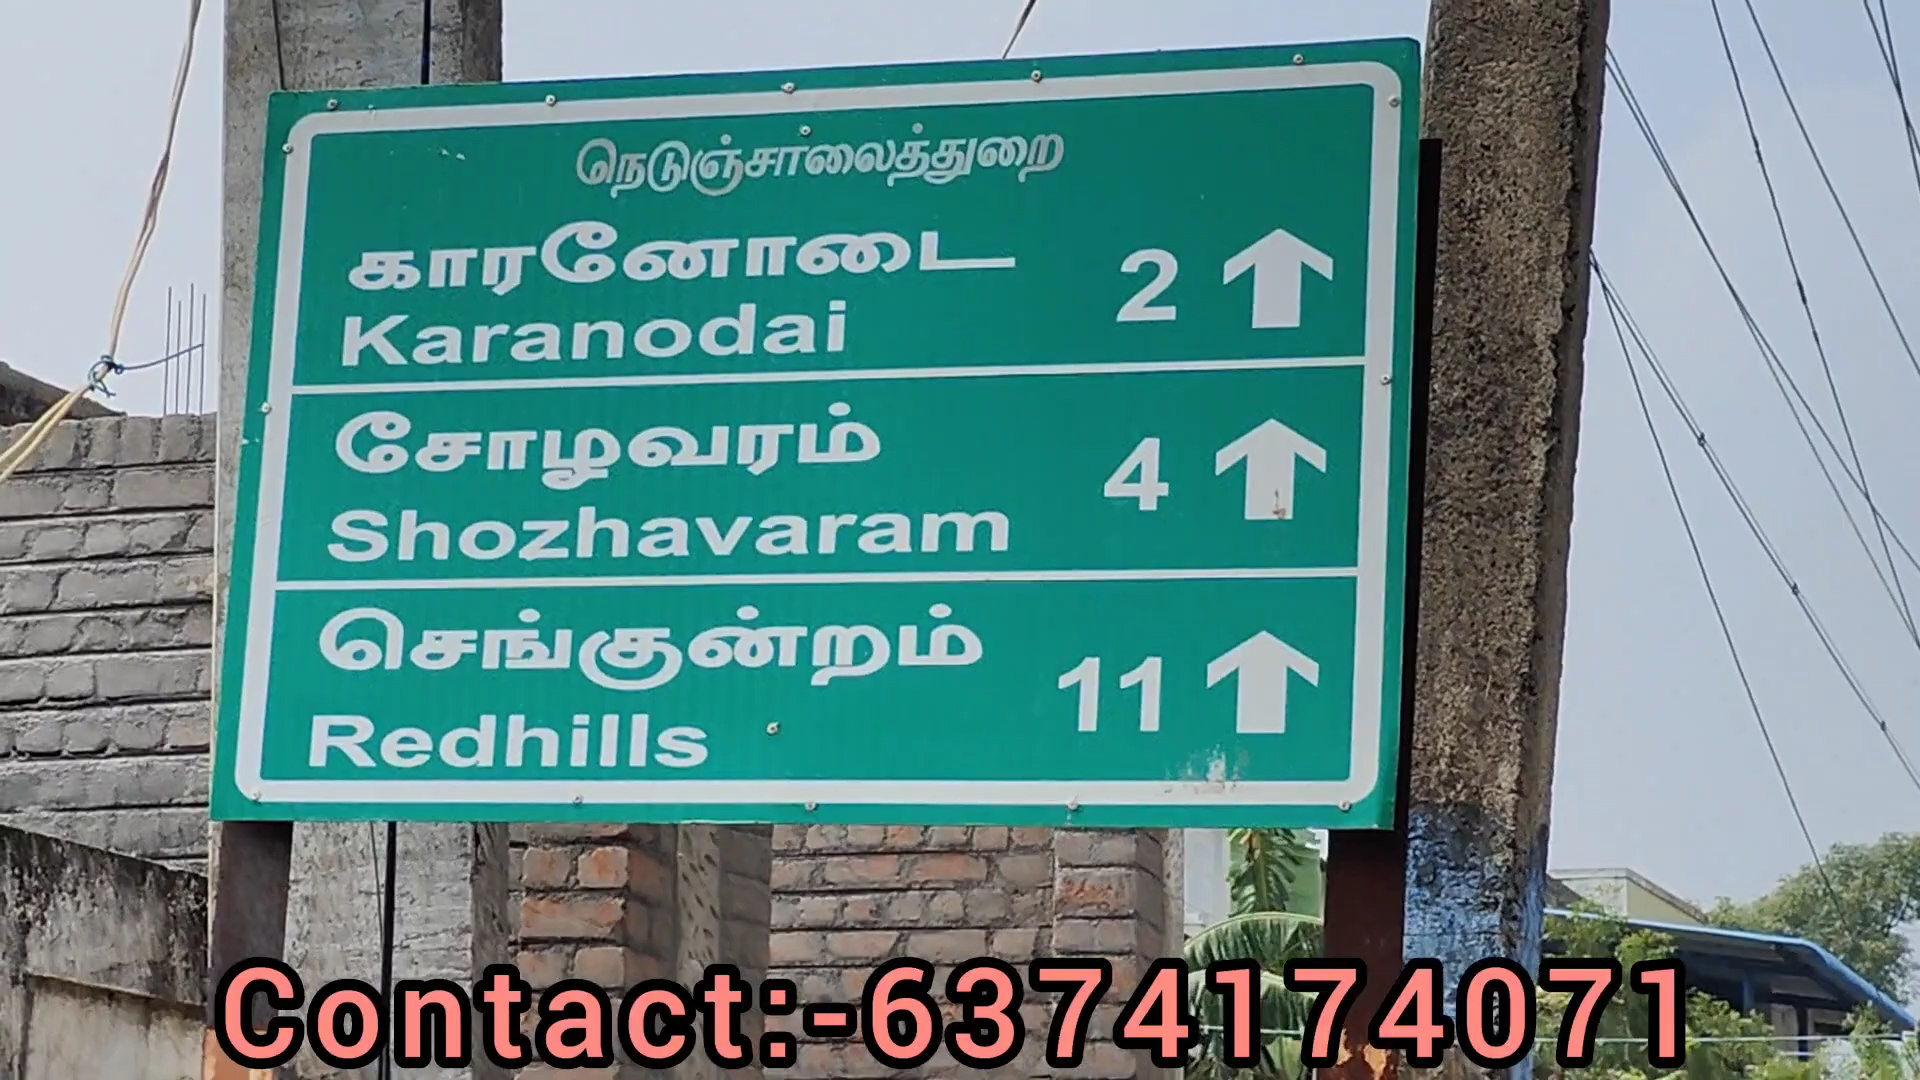 நெடுஞ்சாலைத்துறை
காரனோடை 2
Karanodai
சோழவரம் 4
Shozhavaram
செங்குன்றம் 11
Redhills
Contact:-6374174071